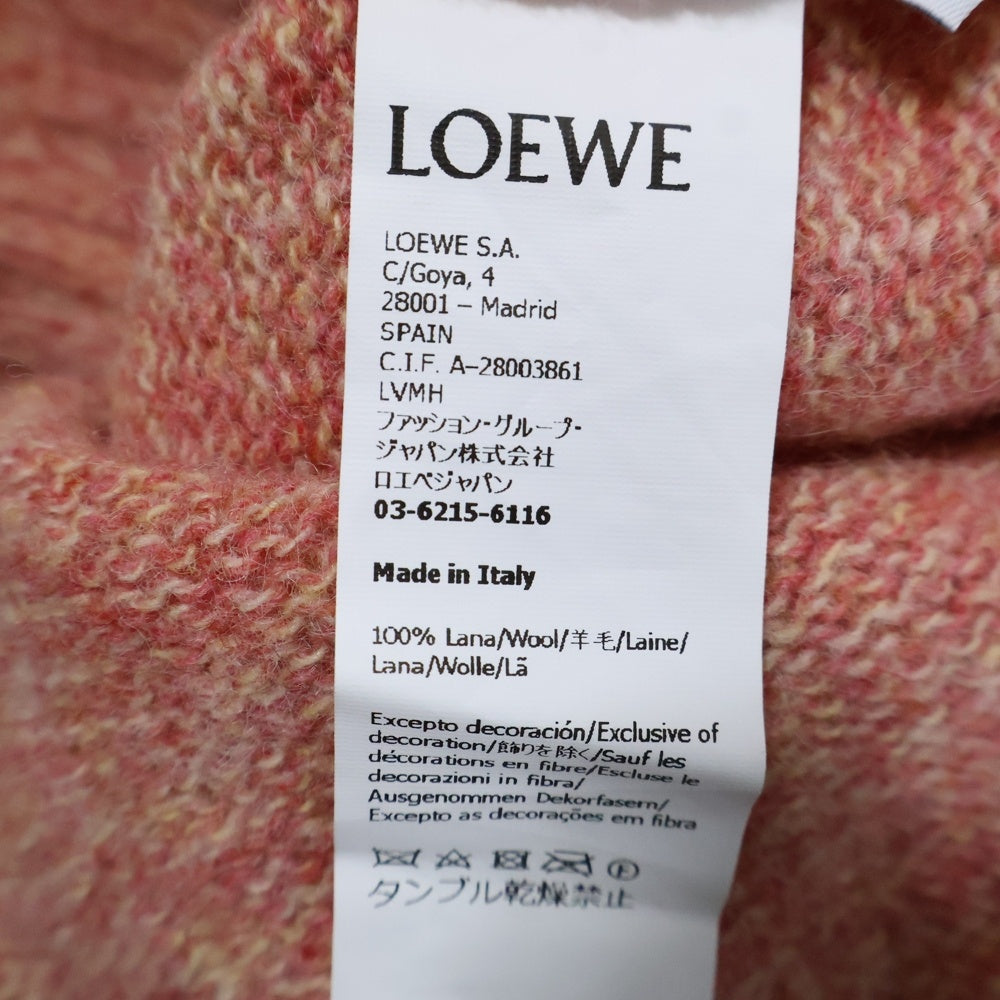 LOEWE
LOEWE S.A.
C/Goya, 4
28001 – Madrid
SPAIN
C.I.F. A–28003861
LVMH
ファッション・グループ・
ジャパン株式会社
ロエベジャパン
03-6215-6116
Made in Italy
100% Lana/Wool/羊毛/Laine/
Lana/Wolle/Lã
Excepto decoración/Exclusive of
decoration/飾りを除く/Sauf les
décorations en fibre/Escluse le
decorazioni in fibra/
Ausgenommen Dekorfasern/
Excepto as decorações em fibra
P
タンブル乾燥禁止